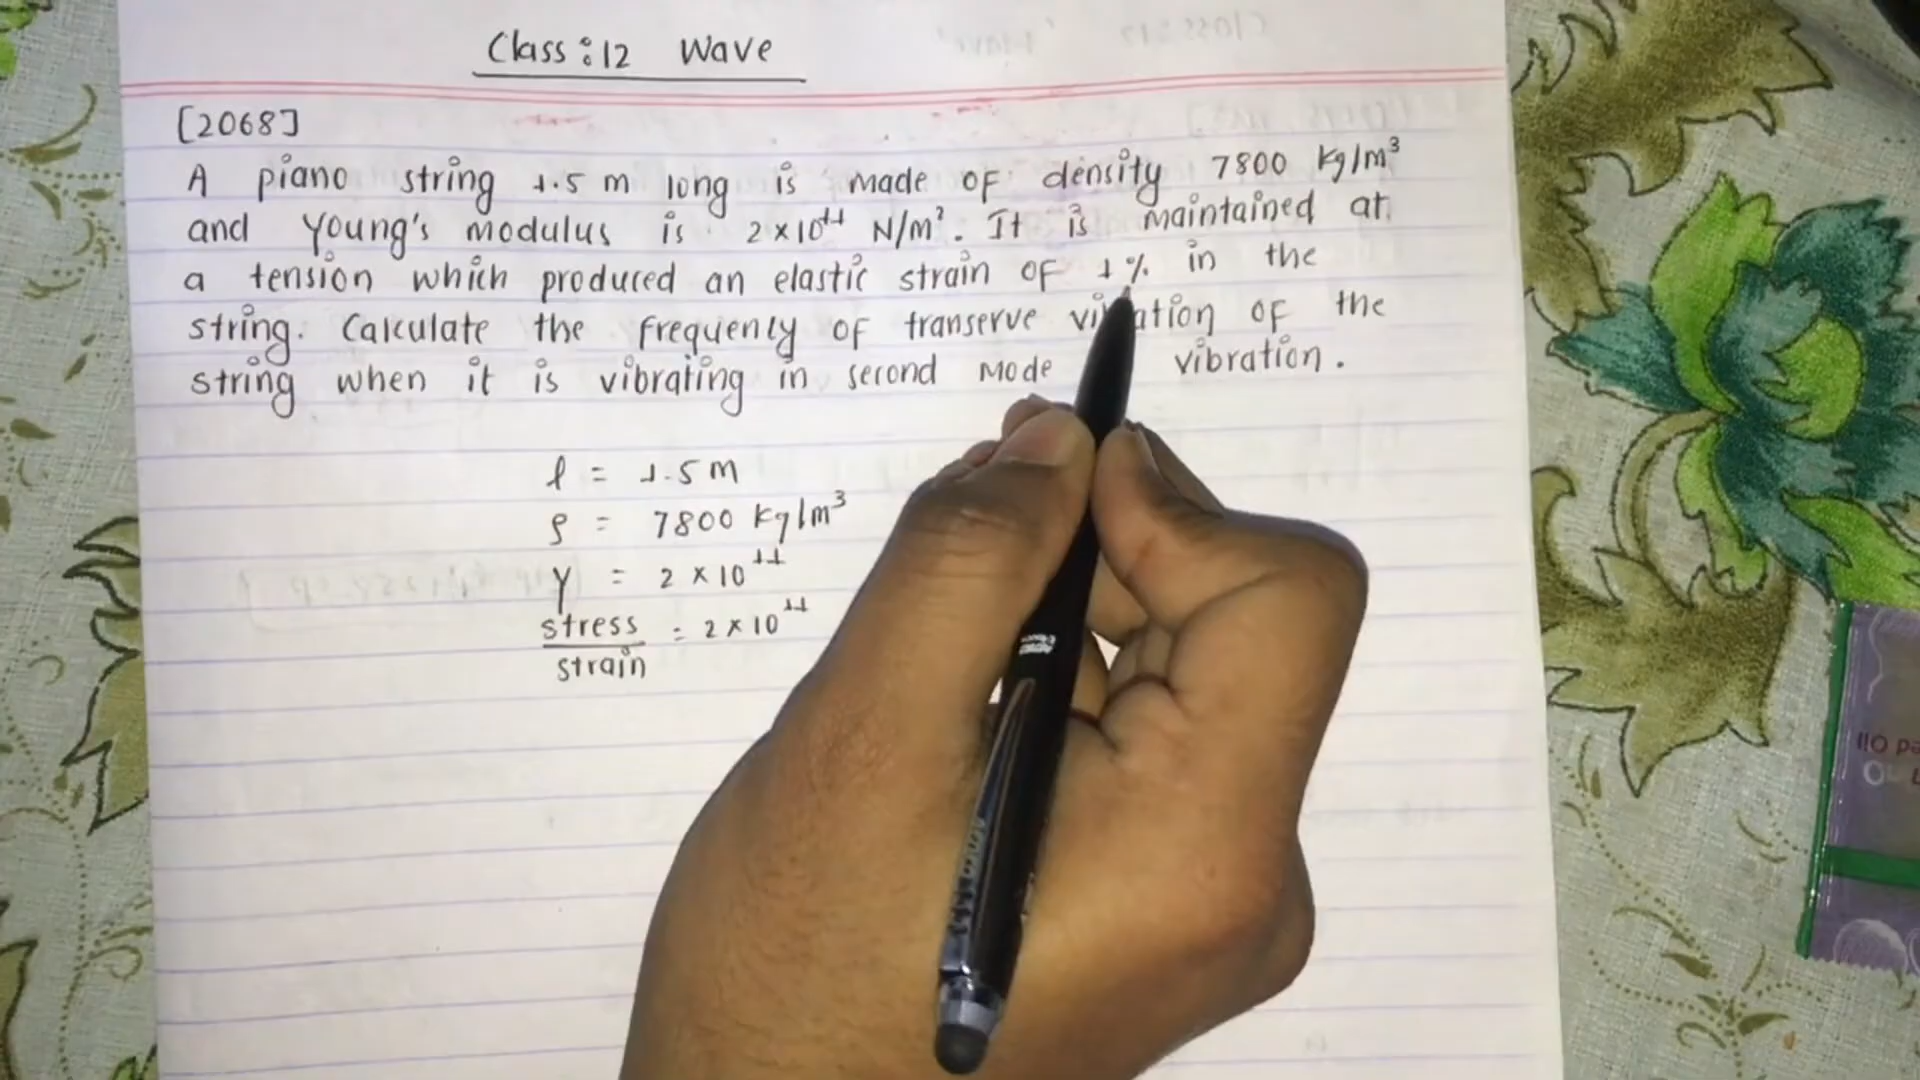 Class:12 Wave
[2068]
A piano string 1.5 m long is made of density 7800 kg/m³
and young's modulus is 2×10¹¹ N/m². It is maintained at
a tension which produced an elastic strain of 1% in the
string. Calculate the frequenly of transerve vibration of the
string when it is vibrating in second mode vibration.
l = 1.5 m
ρ = 7800 kg/m³
Y = 2 × 10¹¹
stress/strain = 2 × 10¹¹